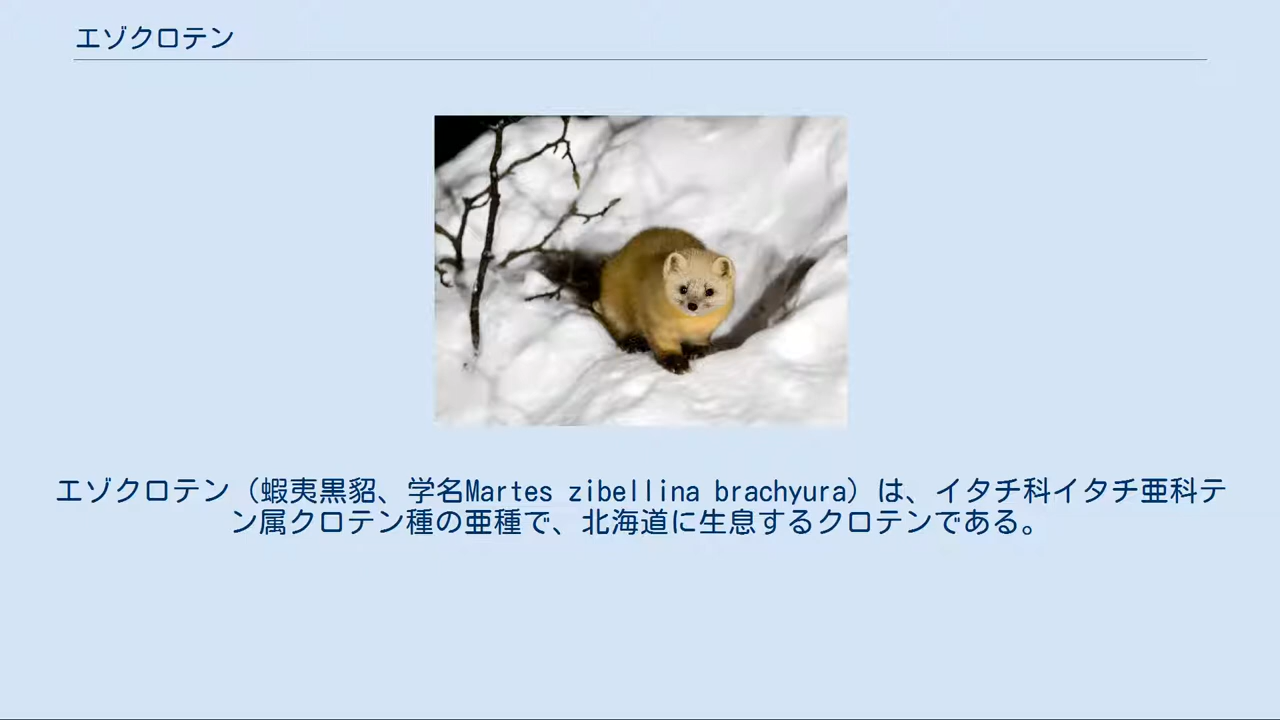 エゾクロテン
エゾクロテン（蝦夷黒貂、学名Martes zibellina brachyura）は、イタチ科イタチ亜科テ
ン属クロテン種の亜種で、北海道に生息するクロテンである。